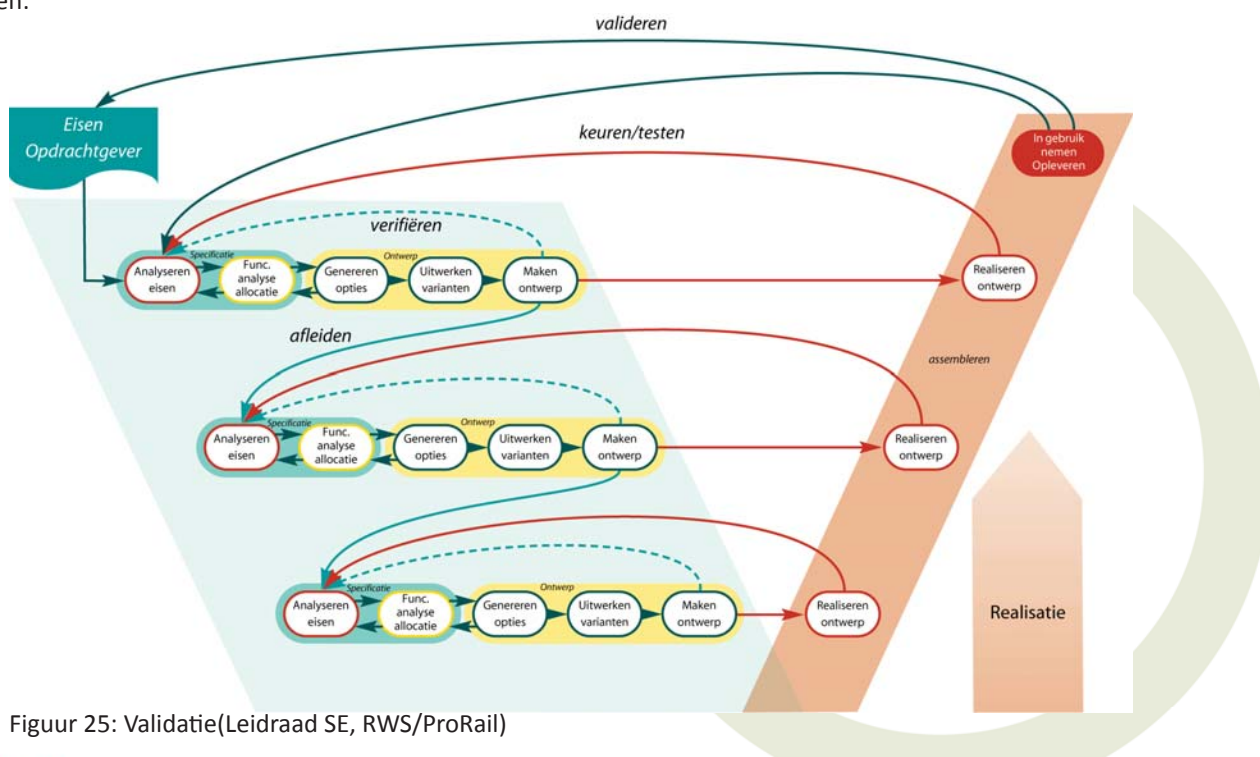 en.
valideren
Eisen
Opdrachtgever
keuren/testen
In gebruik
nemen
Opleveren
verifiëren
Specificatie
Ontwerp
Analyseren
eisen
Func.
analyse
allocatie
Genereren
opties
Uitwerken
varianten
Maken
ontwerp
Realiseren
ontwerp
afleiden
assembleren
Specificatie
Ontwerp
Analyseren
eisen
Func.
analyse
allocatie
Genereren
opties
Uitwerken
varianten
Maken
ontwerp
Realiseren
ontwerp
Specificatie
Ontwerp
Analyseren
eisen
Func.
analyse
allocatie
Genereren
opties
Uitwerken
varianten
Maken
ontwerp
Realiseren
ontwerp
Realisatie
Figuur 25: Validatie(Leidraad SE, RWS/ProRail)